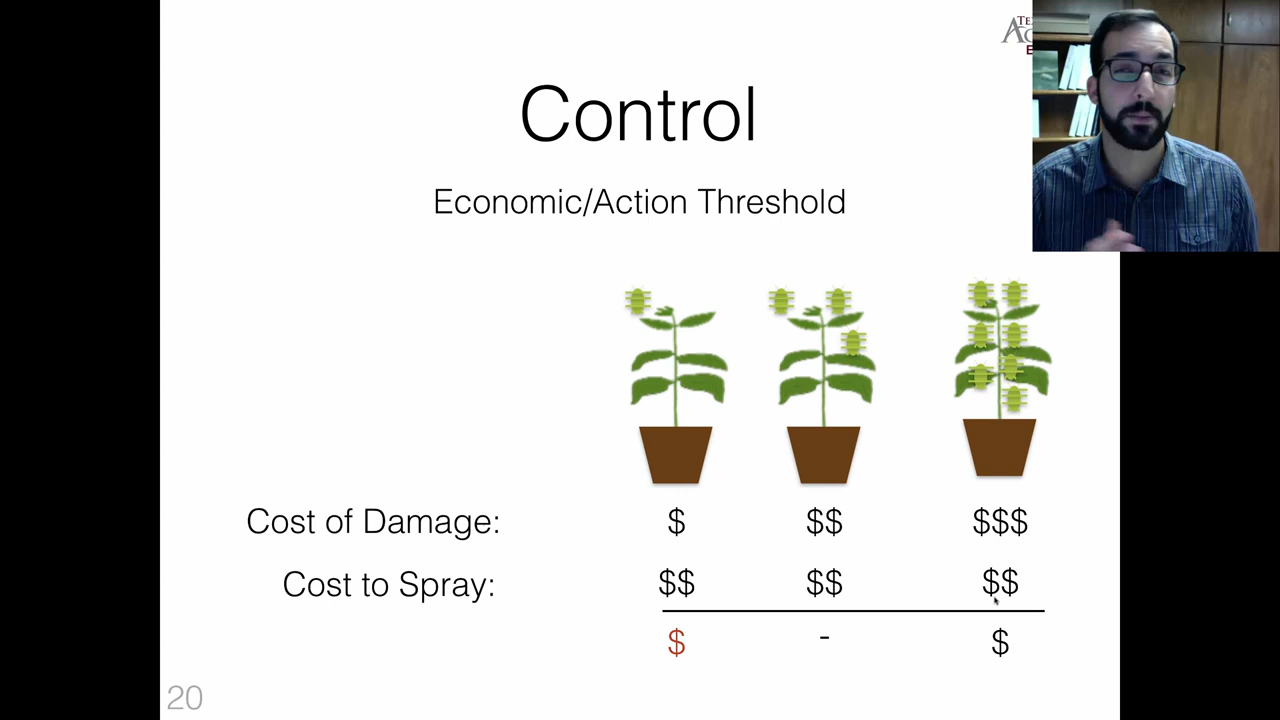 Control
Economic/Action Threshold
Cost of Damage: $ $$ $$$
Cost to Spray: $$ $$ $$
$ - $
20